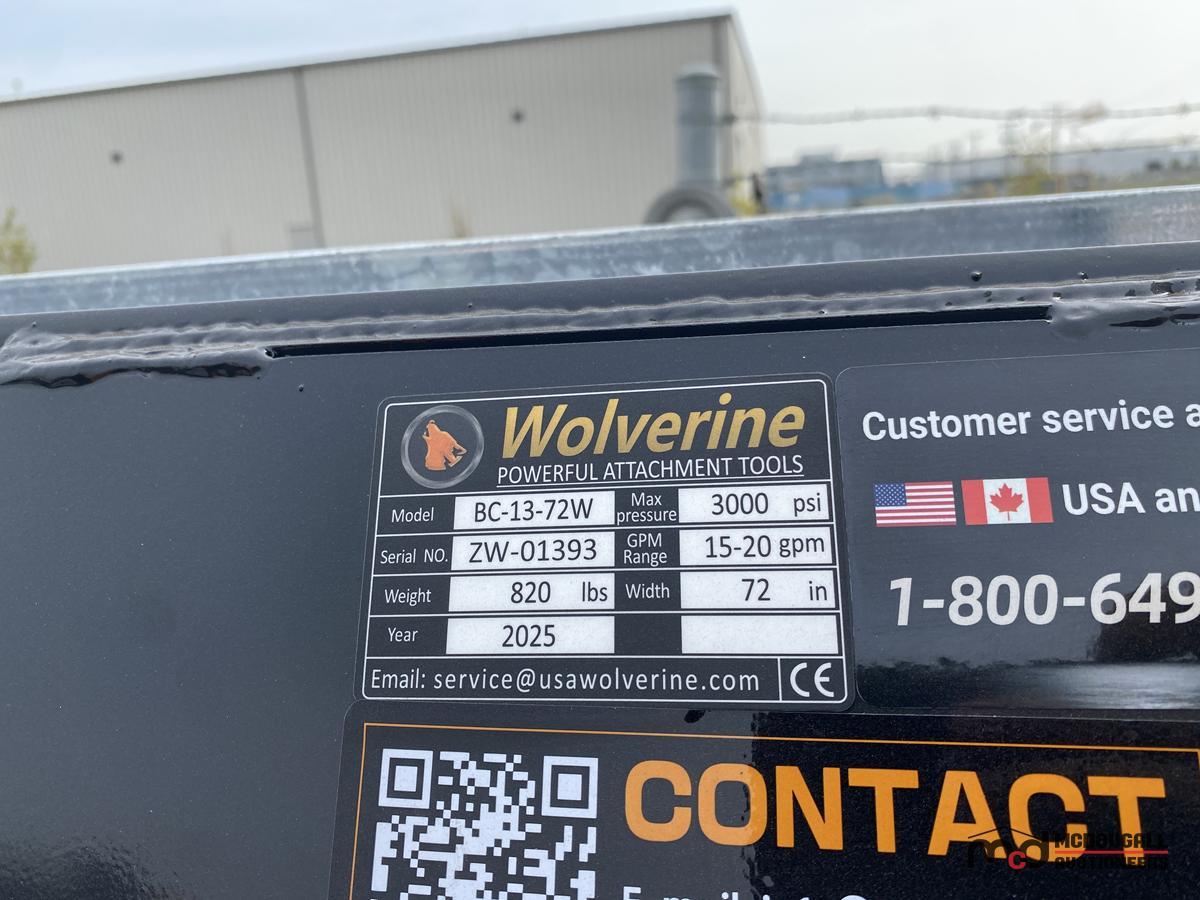 Wolverine
POWERFUL ATTACHMENT TOOLS
Model BC-13-72W Max pressure 3000 psi
Serial NO. ZW-01393 GPM Range 15-20 gpm
Weight 820 lbs Width 72 in
Year 2025
Email: service@usawolverine.com CE
Customer service a
USA an
1-800-649
CONTACT
mcd MCDOUGALL
AUCTIONEERS